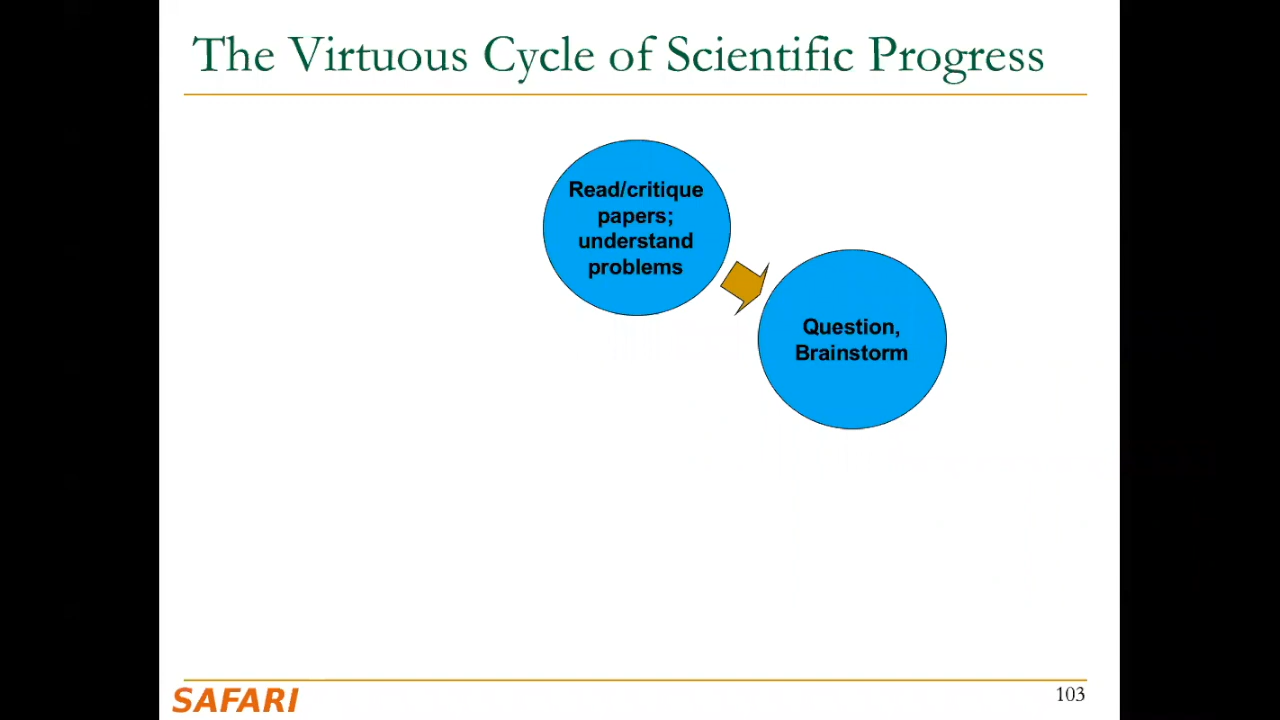 The Virtuous Cycle of Scientific Progress
Read/critique
papers;
understand
problems
Question,
Brainstorm
SAFARI
103